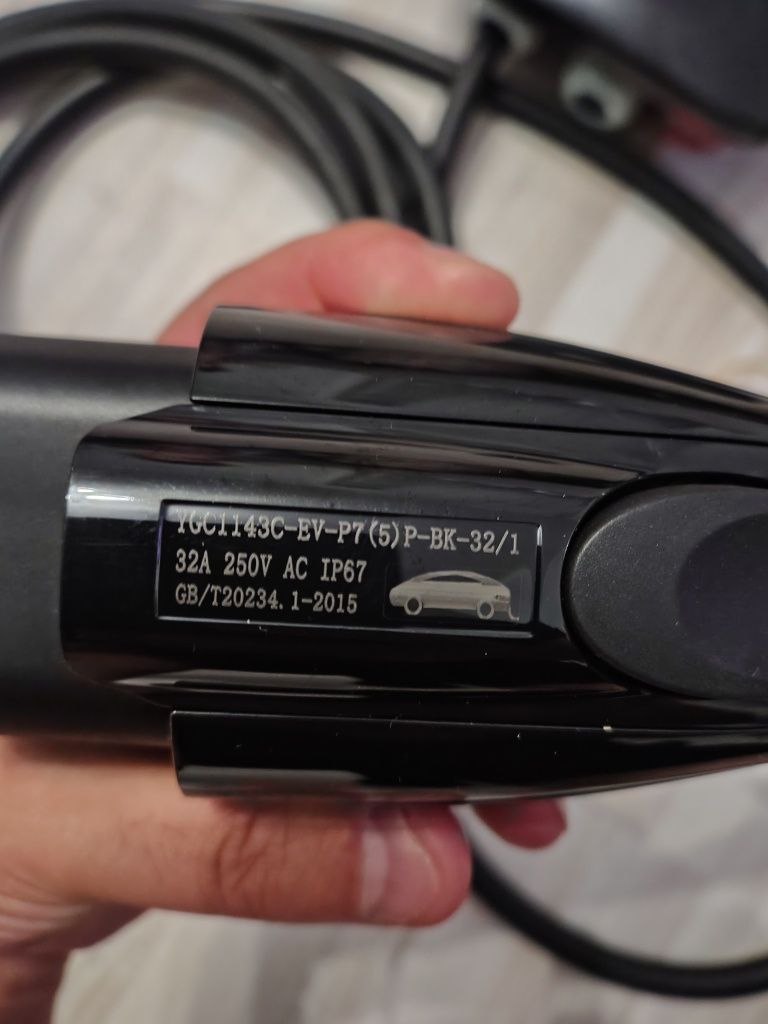 YGC1143C-EV-P7(5)P-BK-32/1
32A 250V AC IP67
GB/T20234.1-2015